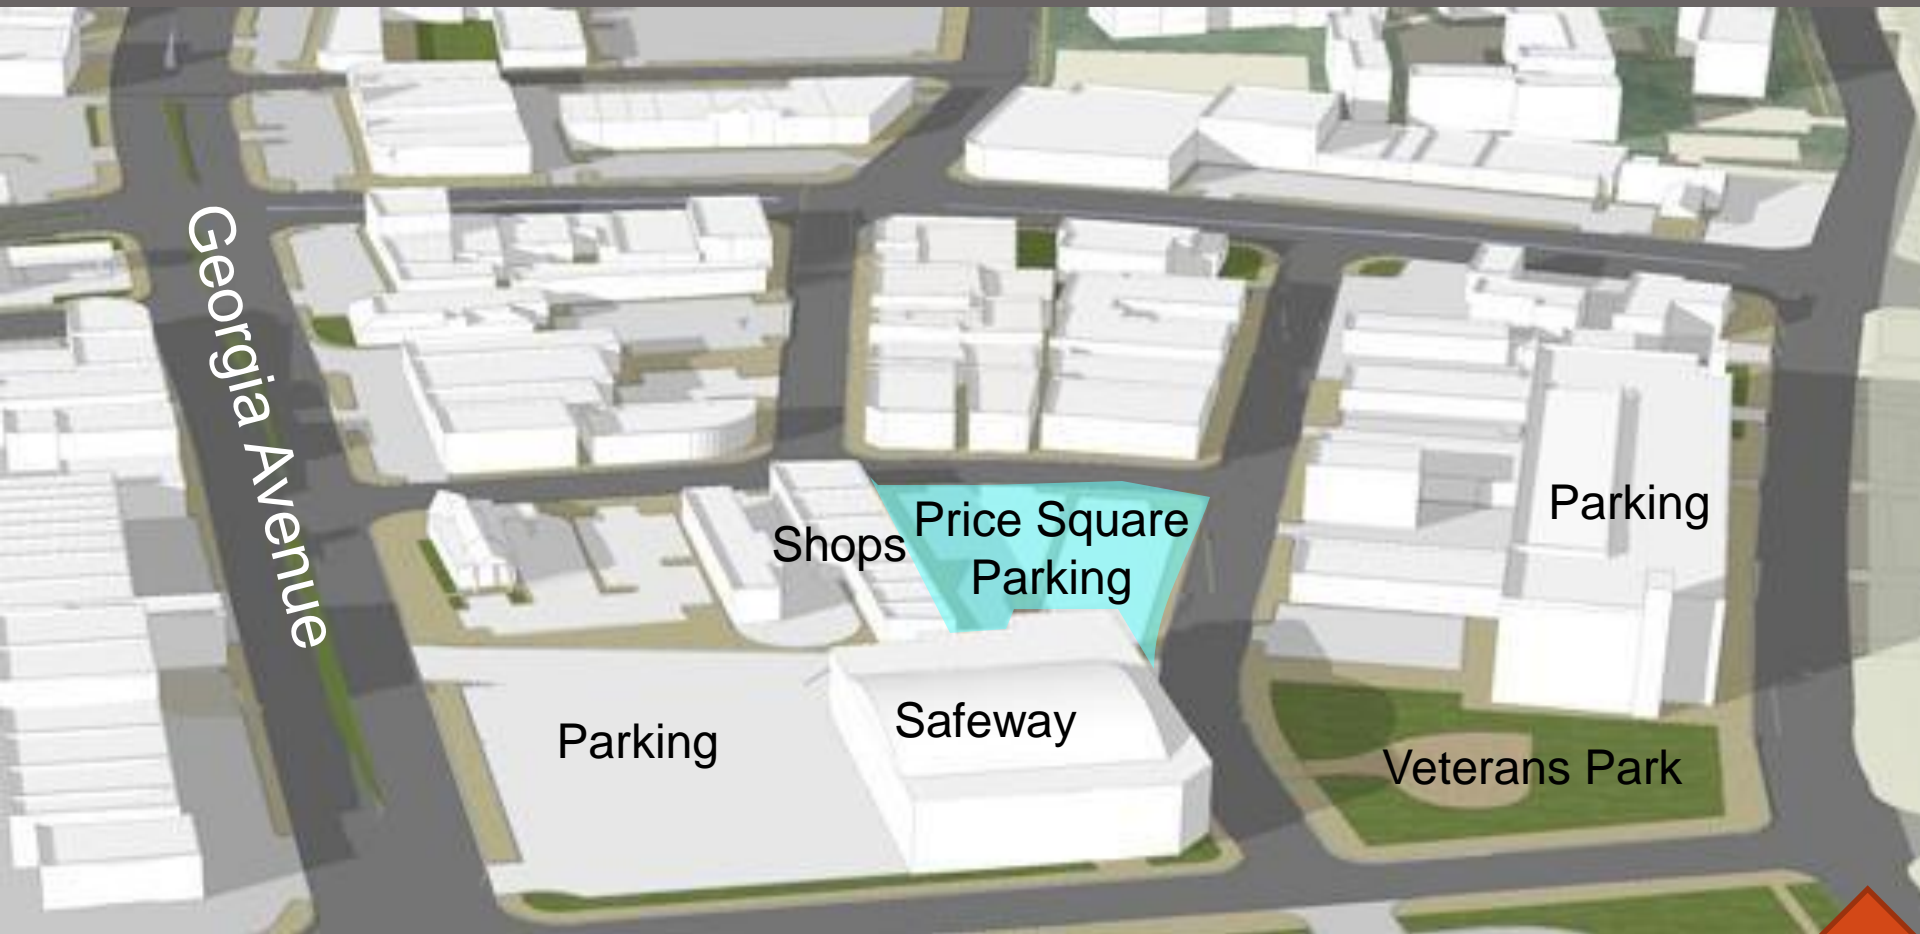 Georgia Avenue
Price Square
Parking
Shops
Parking
Safeway
Parking
Veterans Park